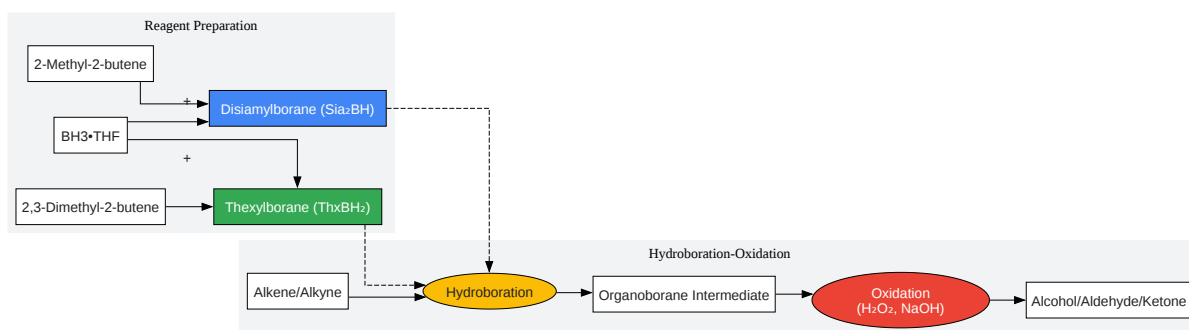 Reagent Preparation
2-Methyl-2-butene
+
Disiamylborane (Sia₂BH)
BH3•THF
+
2,3-Dimethyl-2-butene
Thexylborane (ThxBH₂)
Hydroboration-Oxidation
Alkene/Alkyne
Hydroboration
Organoborane Intermediate
Oxidation
(H₂O₂, NaOH)
Alcohol/Aldehyde/Ketone